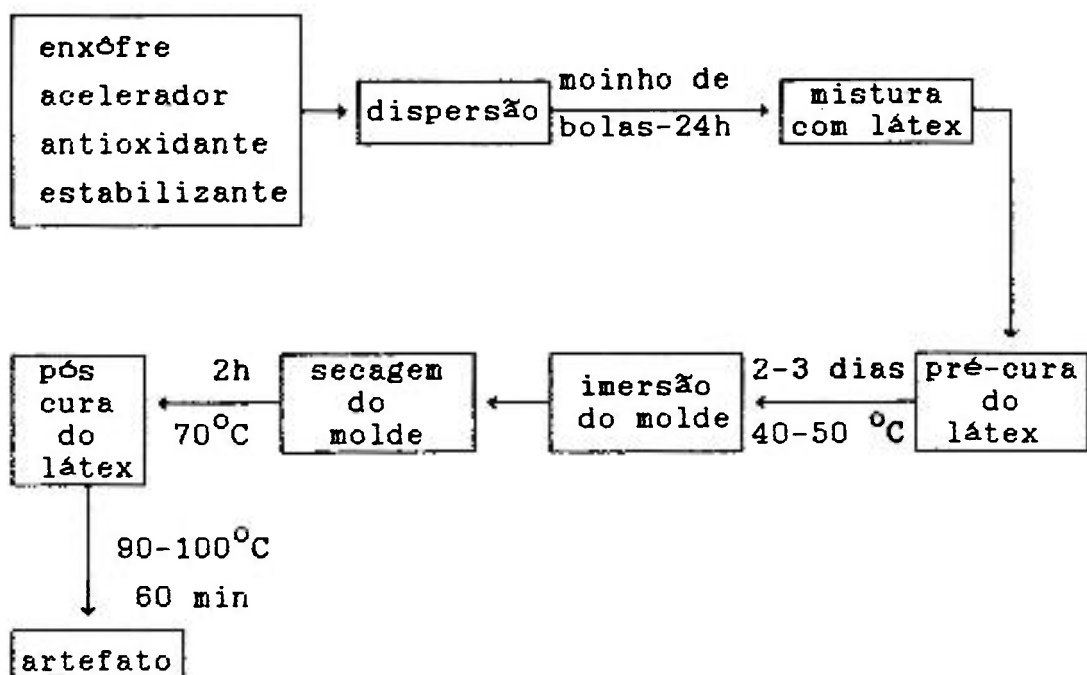 enxôfre
acelerador
antioxidante
estabilizante
dispersão
moinho de
bolas-24h
mistura
com látex
pré-cura
do
látex
2-3 dias
40-50 °C
imersão
do molde
secagem
do
molde
2h
70°C
pós
cura
do
látex
90-100°C
60 min
artefato